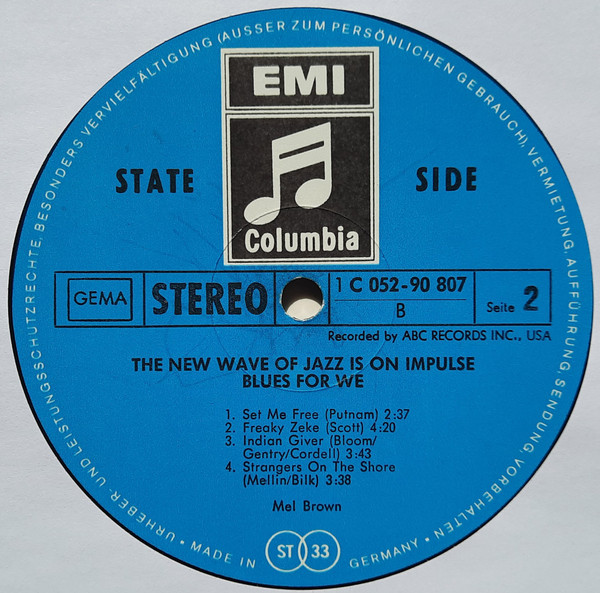 URHEBER- UND LEISTUNGSSCHUTZRECHTE, BESONDERS VERVIELFÄLTIGUNG (AUSSER ZUM PERSÖNLICHEN GEBRAUCH), VERMIETUNG, AUFFÜHRUNG, SENDUNG, VORBEHALTEN
EMI
STATE SIDE
Columbia
GEMA STEREO 1 C 052-90 807
B Seite 2
Recorded by ABC RECORDS INC., USA
THE NEW WAVE OF JAZZ IS ON IMPULSE
BLUES FOR WE
1. Set Me Free (Putnam) 2:37
2. Freaky Zeke (Scott) 4:20
3. Indian Giver (Bloom/
Gentry/Cordell) 3:43
4. Strangers On The Shore
(Mellin/Bilk) 3:38
Mel Brown
• MADE IN ST 33 GERMANY •